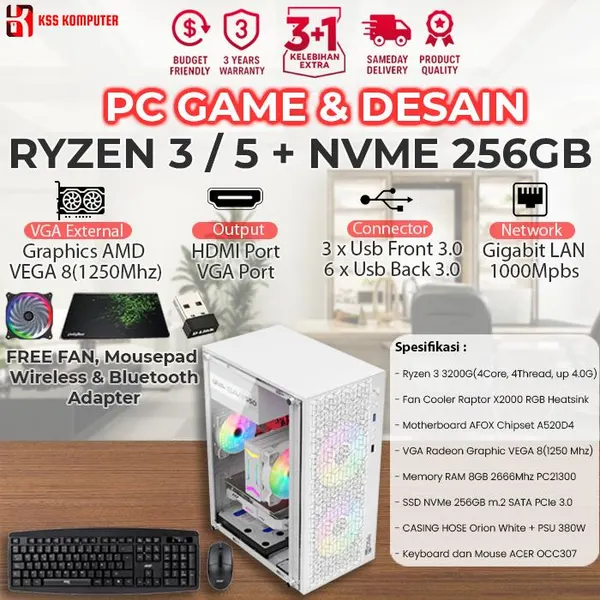 KSS KOMPUTER
BUDGET
FRIENDLY
3
YEARS
3 YEARS
WARRANTY
3+1
KELEBIHAN
EXTRA
SAMEDAY
DELIVERY
PRODUCT
QUALITY
PC GAME & DESAIN
RYZEN 3 / 5 + NVME 256GB
VGA External
Graphics AMD
VEGA 8(1250Mhz)
Output
HDMI Port
VGA Port
Connector
3 x Usb Front 3.0
6 x Usb Back 3.0
Network
Gigabit LAN
1000Mpbs
FREE FAN, Mousepad
Wireless & Bluetooth
Adapter
Spesifikasi :
- Ryzen 3 3200G(4Core, 4Thread, up 4.0G)
- Fan Cooler Raptor X2000 RGB Heatsink
- Motherboard AFOX Chipset A520D4
- VGA Radeon Graphic VEGA 8(1250 Mhz)
- Memory RAM 8GB 2666Mhz PC21300
- SSD NVMe 256GB m.2 SATA PCIe 3.0
- CASING HOSE Orion White + PSU 380W
- Keyboard dan Mouse ACER OCC307